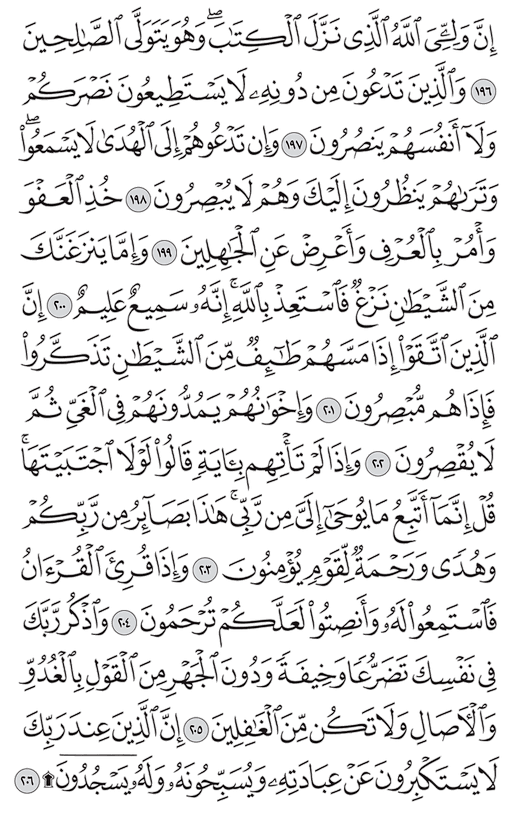 إِنَّ وَلِـِّۧيَ ٱللَّهُ ٱلَّذِى نَزَّلَ ٱلْكِتَٰبَ ۖ وَهُوَ يَتَوَلَّى ٱلصَّٰلِحِينَ
١٩٦ وَٱلَّذِينَ تَدْعُونَ مِن دُونِهِۦ لَا يَسْتَطِيعُونَ نَصْرَكُمْ
وَلَآ أَنفُسَهُمْ يَنصُرُونَ ١٩٧ وَإِن تَدْعُوهُمْ إِلَى ٱلْهُدَىٰ لَا يَسْمَعُوا۟ ۖ
وَتَرَىٰهُمْ يَنظُرُونَ إِلَيْكَ وَهُمْ لَا يُبْصِرُونَ ١٩٨ خُذِ ٱلْعَفْوَ
وَأْمُرْ بِٱلْعُرْفِ وَأَعْرِضْ عَنِ ٱلْجَٰهِلِينَ ١٩٩ وَإِمَّا يَنزَغَنَّكَ
مِنَ ٱلشَّيْطَٰنِ نَزْغٌ فَٱسْتَعِذْ بِٱللَّهِ ۚ إِنَّهُۥ سَمِيعٌ عَلِيمٌ ٢٠٠ إِنَّ
ٱلَّذِينَ ٱتَّقَوْا۟ إِذَا مَسَّهُمْ طَٰٓئِفٌ مِّنَ ٱلشَّيْطَٰنِ تَذَكَّرُوا۟
فَإِذَا هُم مُّبْصِرُونَ ٢٠١ وَإِخْوَٰنُهُمْ يَمُدُّونَهُمْ فِى ٱلْغَىِّ ثُمَّ
لَا يُقْصِرُونَ ٢٠٢ وَإِذَا لَمْ تَأْتِهِم بِـَٔايَةٍ قَالُوا۟ لَوْلَا ٱجْتَبَيْتَهَا ۚ
قُلْ إِنَّمَآ أَتَّبِعُ مَا يُوحَىٰٓ إِلَىَّ مِن رَّبِّى ۚ هَٰذَا بَصَآئِرُ مِن رَّبِّكُمْ
وَهُدًى وَرَحْمَةٌ لِّقَوْمٍ يُؤْمِنُونَ ٢٠٣ وَإِذَا قُرِئَ ٱلْقُرْءَانُ
فَٱسْتَمِعُوا۟ لَهُۥ وَأَنصِتُوا۟ لَعَلَّكُمْ تُرْحَمُونَ ٢٠٤ وَٱذْكُر رَّبَّكَ
فِى نَفْسِكَ تَضَرُّعًا وَخِيفَةً وَدُونَ ٱلْجَهْرِ مِنَ ٱلْقَوْلِ بِٱلْغُدُوِّ
وَٱلْءَاصَالِ وَلَا تَكُن مِّنَ ٱلْغَٰفِلِينَ ٢٠٥ إِنَّ ٱلَّذِينَ عِندَ رَبِّكَ
لَا يَسْتَكْبِرُونَ عَنْ عِبَادَتِهِۦ وَيُسَبِّحُونَهُۥ وَلَهُۥ يَسْجُدُونَ ۩ ٢٠٦